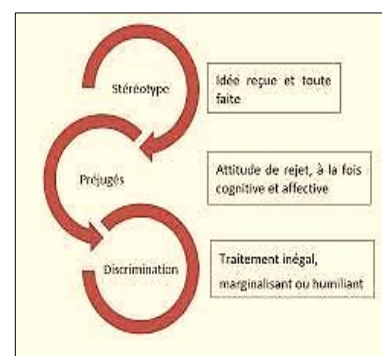 Stéréotype
Idée reçue et toute
faite
Préjugés
Attitude de rejet, à la fois
cognitive et affective
Discrimination
Traitement inégal,
marginalisant ou humiliant